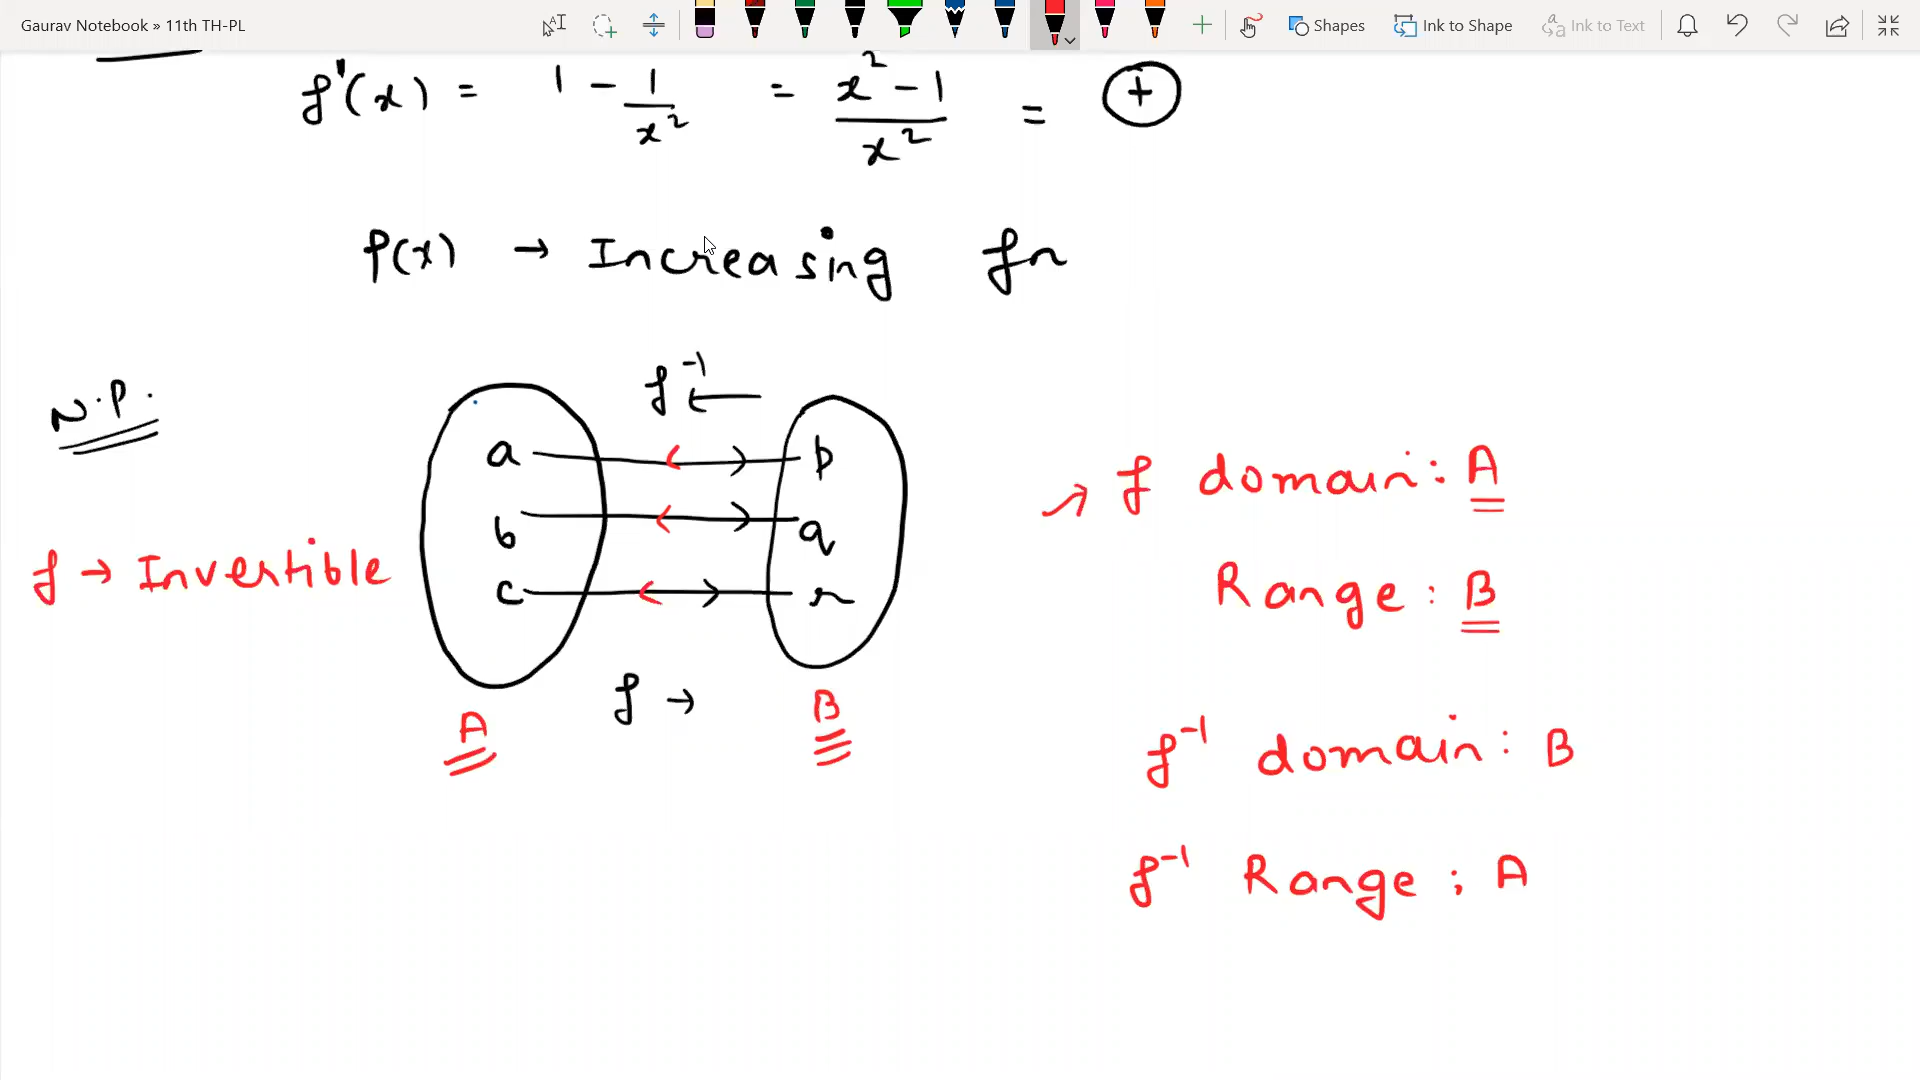 Gaurav Notebook » 11th TH-PL
Shapes
Ink to Shape
Ink to Text
f'(x) = 1 - 1/x² = (x² - 1)/x² = +
f(x) → Increasing fn
N.P.
f⁻¹ ←
a p
b q
c r
f →
A B
f → Invertible
→ f domain: A
Range: B
f⁻¹ domain: B
f⁻¹ Range ; A